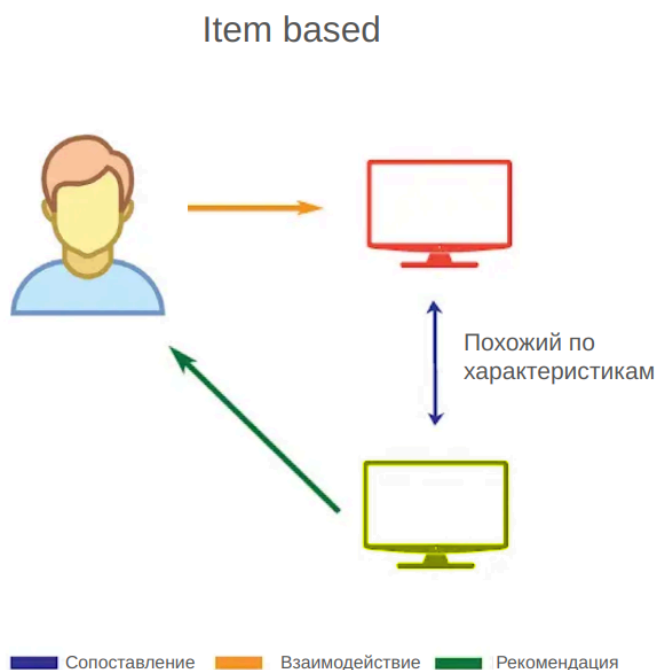 Item based
Похожий по
характеристикам
Сопоставление Взаимодействие Рекомендация